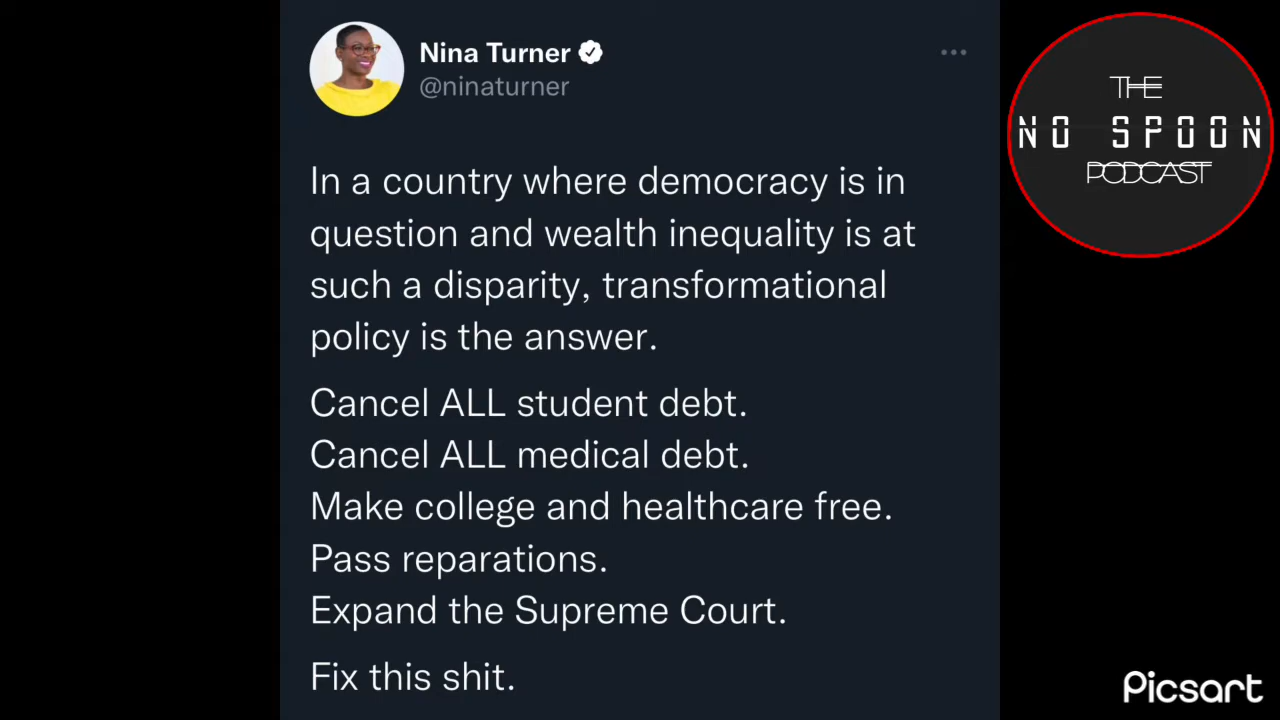 Nina Turner
@ninaturner
In a country where democracy is in
question and wealth inequality is at
such a disparity, transformational
policy is the answer.
Cancel ALL student debt.
Cancel ALL medical debt.
Make college and healthcare free.
Pass reparations.
Expand the Supreme Court.
Fix this shit.
THE
NO SPOON
PODCAST
Picsart